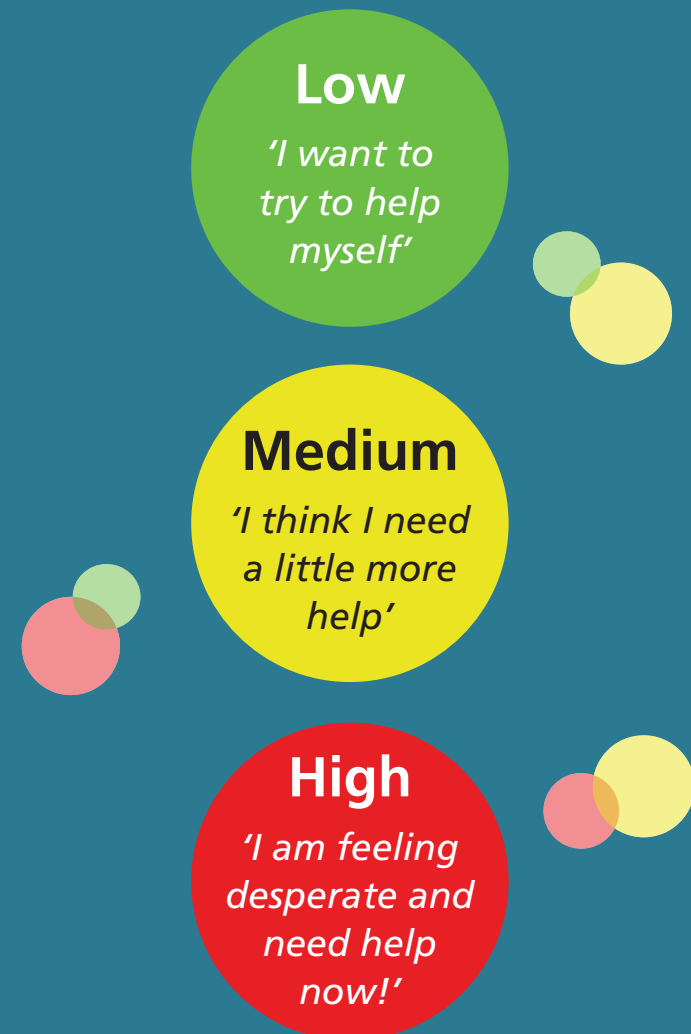 Low
‘I want to
try to help
myself’
Medium
‘I think I need
a little more
help’
High
‘I am feeling
desperate and
need help
now!’